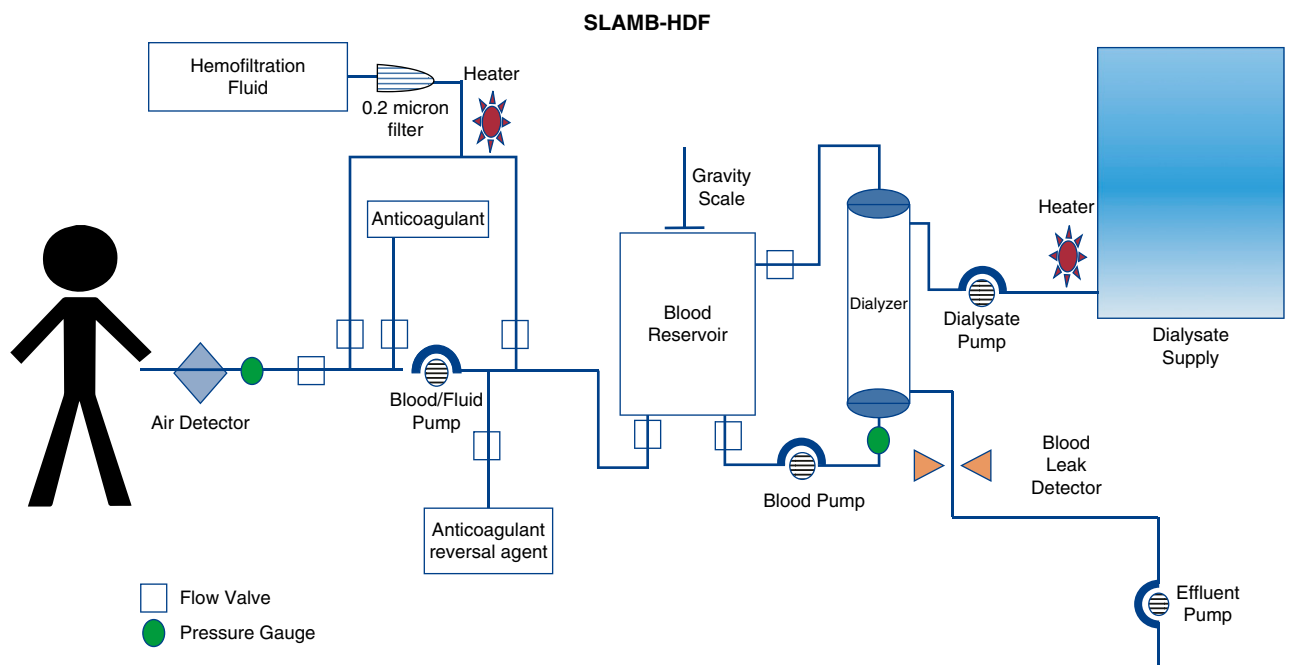 SLAMB-HDF
Hemofiltration
Fluid
0.2 micron
filter
Heater
Anticoagulant
Air Detector
Blood/Fluid
Pump
Anticoagulant
reversal agent
Gravity
Scale
Blood
Reservoir
Blood Pump
Dialyzer
Dialysate
Pump
Heater
Dialysate
Supply
Blood
Leak
Detector
Effluent
Pump
Flow Valve
Pressure Gauge